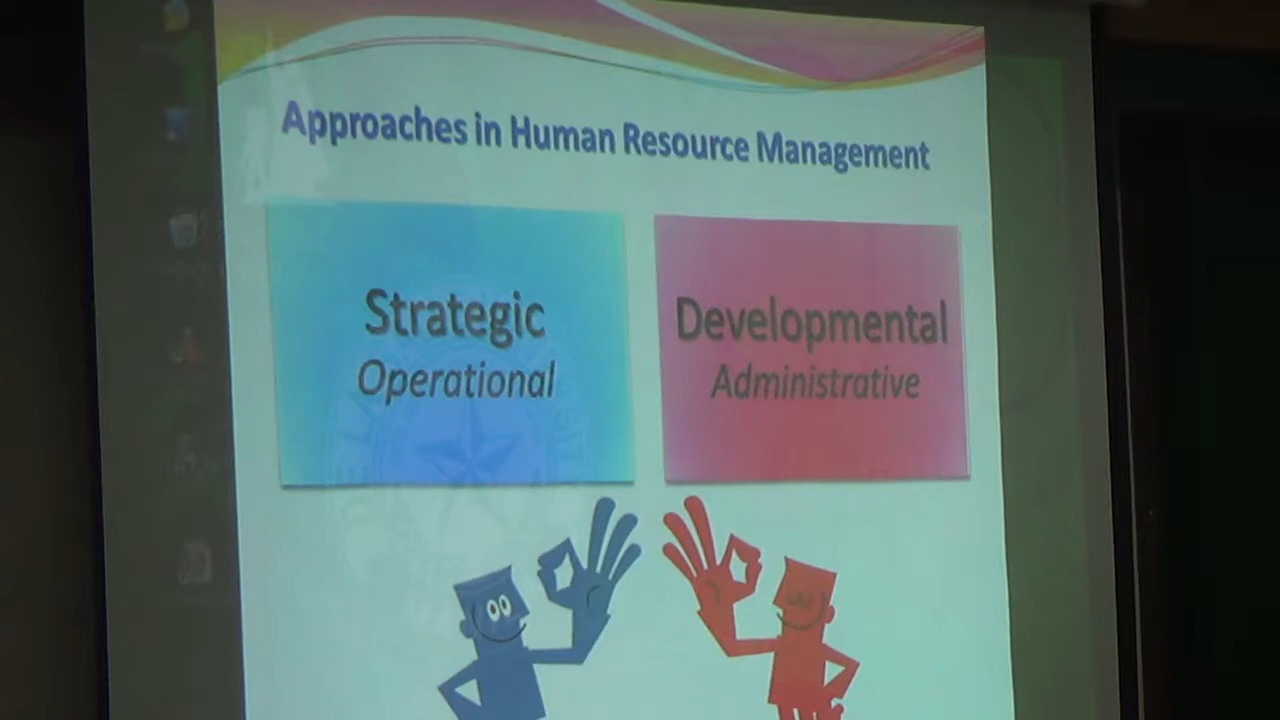 Approaches in Human Resource Management
Strategic
Operational
Developmental
Administrative